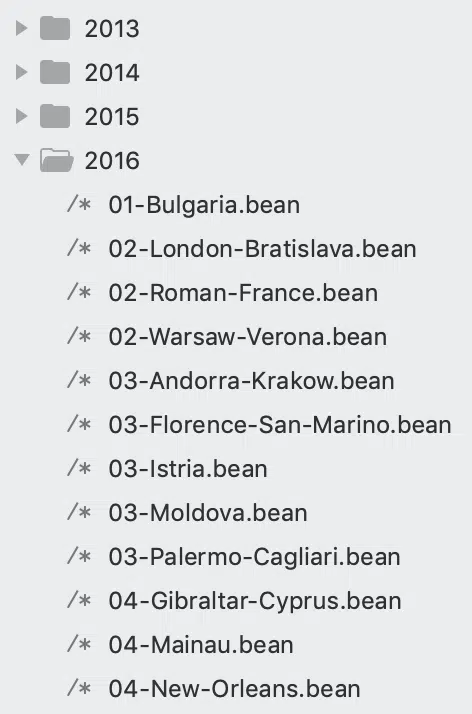 2013
2014
2015
2016
/* 01-Bulgaria.bean
/* 02-London-Bratislava.bean
/* 02-Roman-France.bean
/* 02-Warsaw-Verona.bean
/* 03-Andorra-Krakow.bean
/* 03-Florence-San-Marino.bean
/* 03-Istria.bean
/* 03-Moldova.bean
/* 03-Palermo-Cagliari.bean
/* 04-Gibraltar-Cyprus.bean
/* 04-Mainau.bean
/* 04-New-Orleans.bean